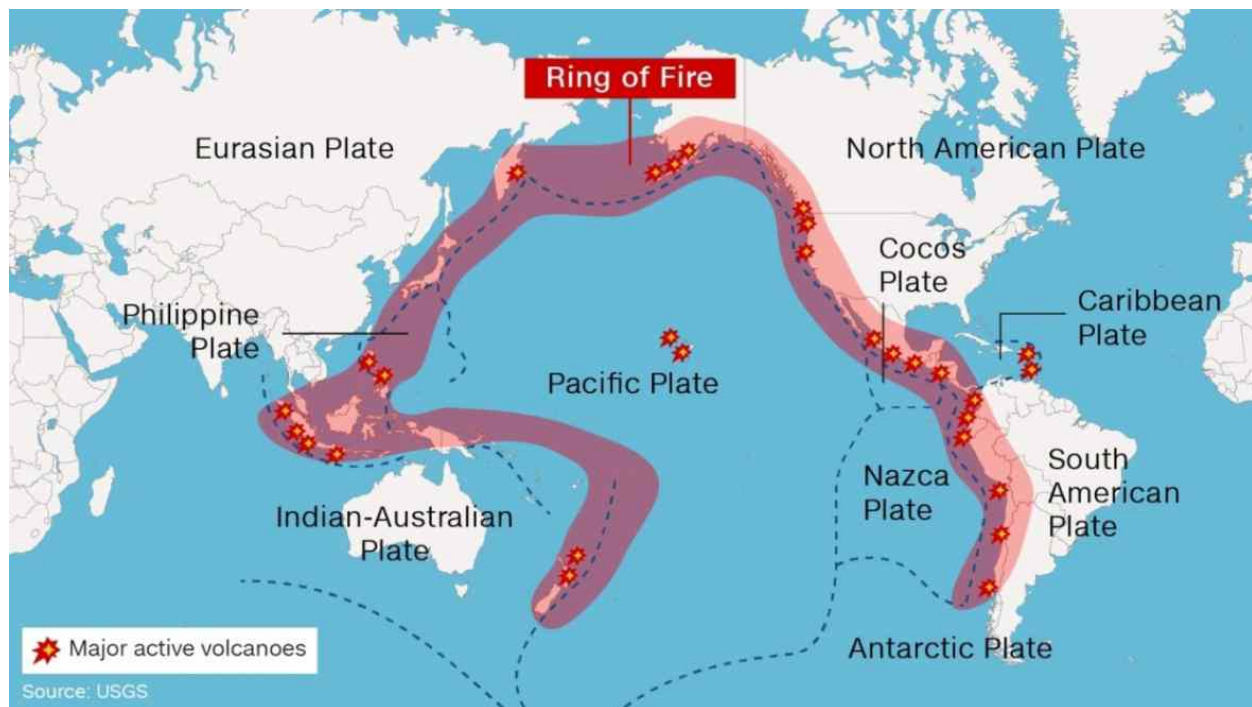 Ring of Fire
Eurasian Plate
North American Plate
Cocos
Plate
Caribbean
Plate
Philippine
Plate
Pacific Plate
Nazca
Plate
South
American
Plate
Indian-Australian
Plate
Antarctic Plate
Major active volcanoes
Source: USGS